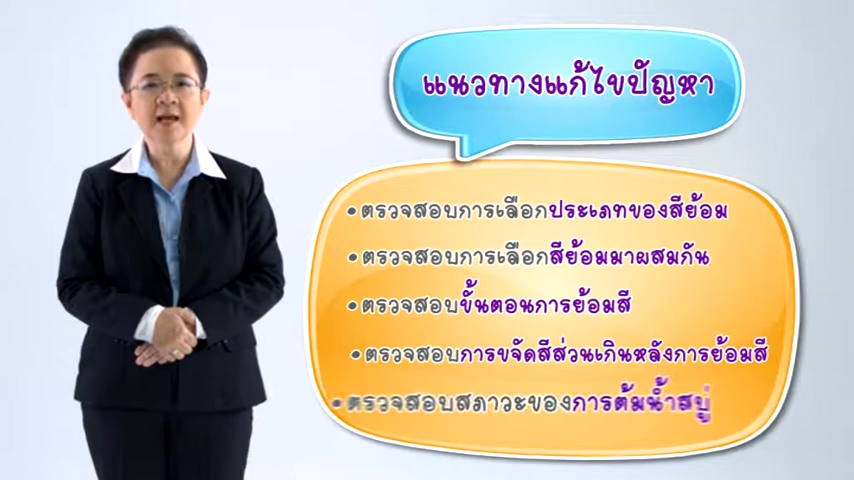 แนวทางแก้ไขปัญหา
•ตรวจสอบการเลือกประเภทของสีย้อม
•ตรวจสอบการเลือกสีย้อมมาผสมกัน
•ตรวจสอบขั้นตอนการย้อมสี
•ตรวจสอบการขจัดสีส่วนเกินหลังการย้อมสี
•ตรวจสอบสภาวะของการต้มน้ำสบู่